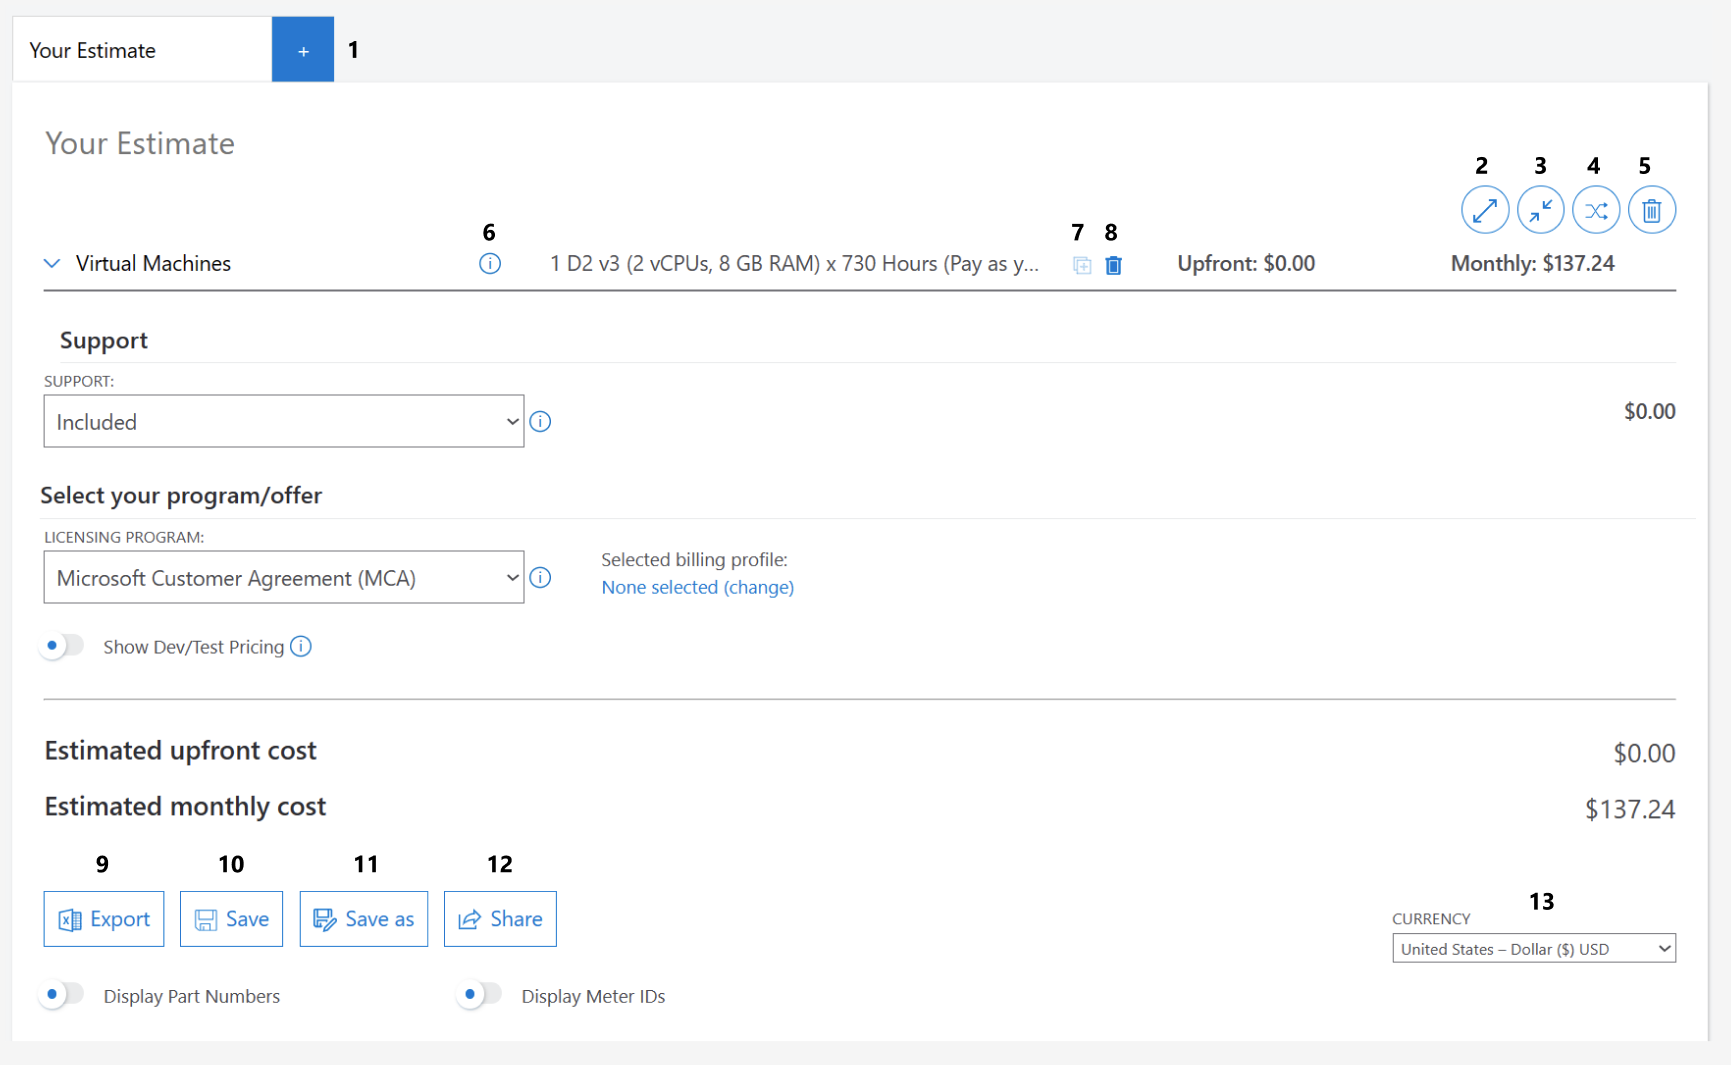 Your Estimate
+
1
Your Estimate
2 3 4 5
6 7 8
Virtual Machines 1 D2 v3 (2 vCPUs, 8 GB RAM) x 730 Hours (Pay as y... Upfront: $0.00 Monthly: $137.24
Support
SUPPORT:
Included $0.00
Select your program/offer
LICENSING PROGRAM:
Microsoft Customer Agreement (MCA)
Selected billing profile:
None selected (change)
Show Dev/Test Pricing
Estimated upfront cost $0.00
Estimated monthly cost $137.24
9 10 11 12
Export Save Save as Share
13
CURRENCY
United States – Dollar ($) USD
Display Part Numbers Display Meter IDs